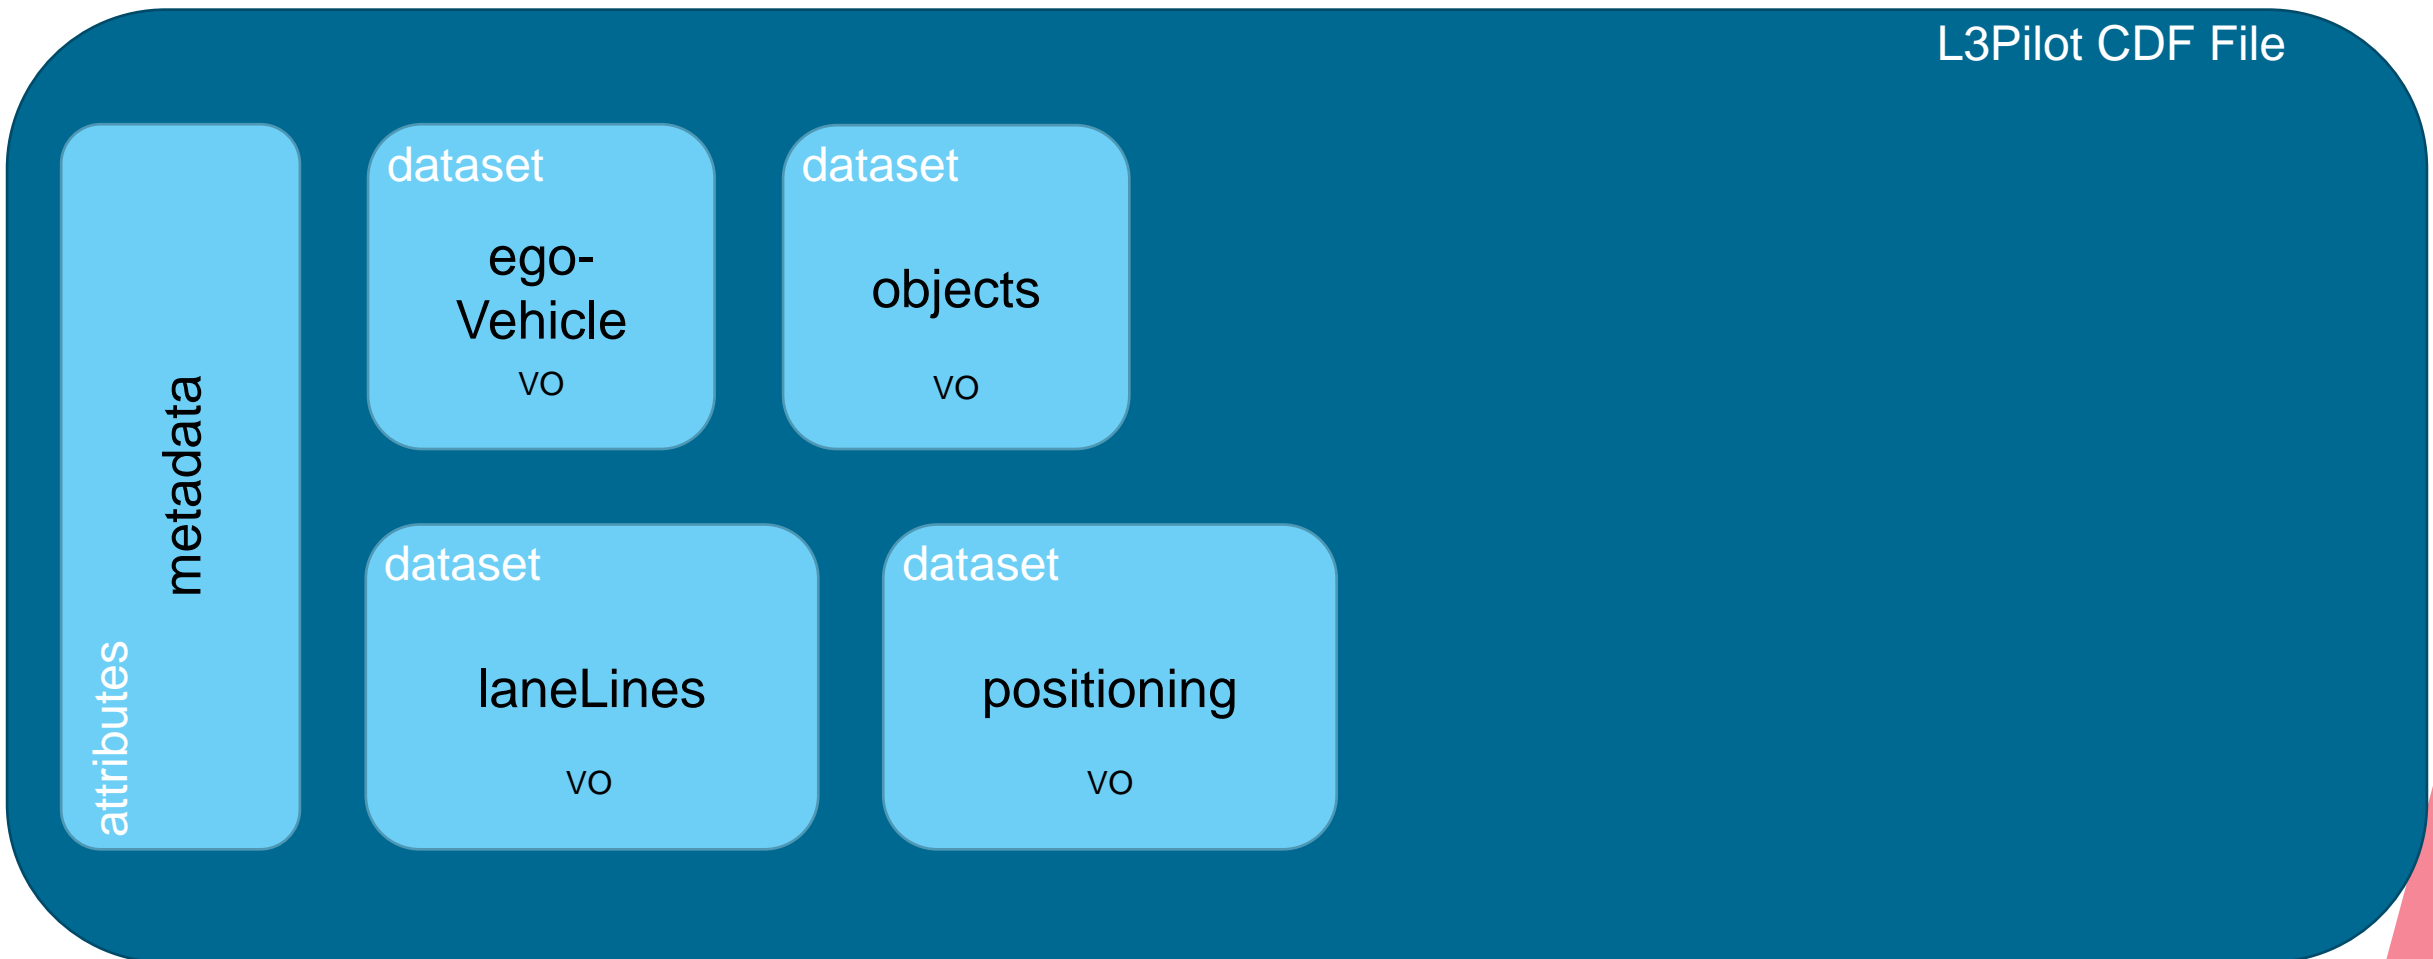 L3Pilot CDF File
metadata
attributes
dataset
ego-
Vehicle
VO
dataset
objects
VO
dataset
laneLines
VO
dataset
positioning
VO